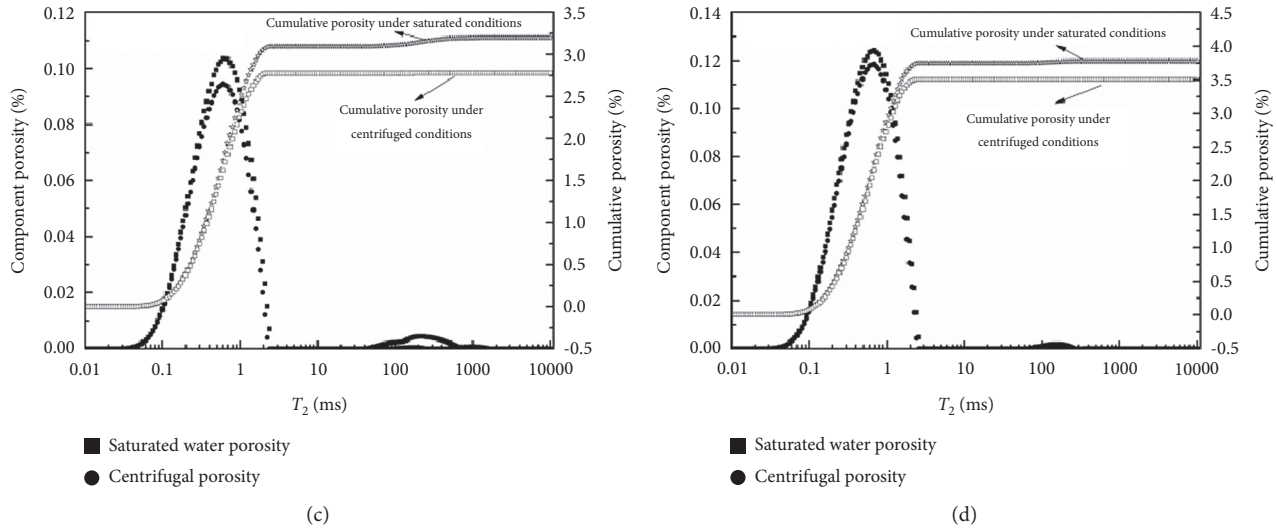 0.12
0.10
0.08
0.06
0.04
0.02
0.00
Component porosity (%)
3.5
3.0
2.5
2.0
1.5
1.0
0.5
0.0
-0.5
Cumulative porosity (%)
Cumulative porosity under saturated conditions
Cumulative porosity under
centrifuged conditions
0.01 0.1 1 10 100 1000 10000
T2 (ms)
Saturated water porosity
Centrifugal porosity
(c)
0.14
0.12
0.10
0.08
0.06
0.04
0.02
0.00
Component porosity (%)
4.5
4.0
3.5
3.0
2.5
2.0
1.5
1.0
0.5
0.0
-0.5
Cumulative porosity (%)
Cumulative porosity under saturated conditions
Cumulative porosity under
centrifuged conditions
0.01 0.1 1 10 100 1000 10000
T2 (ms)
Saturated water porosity
Centrifugal porosity
(d)